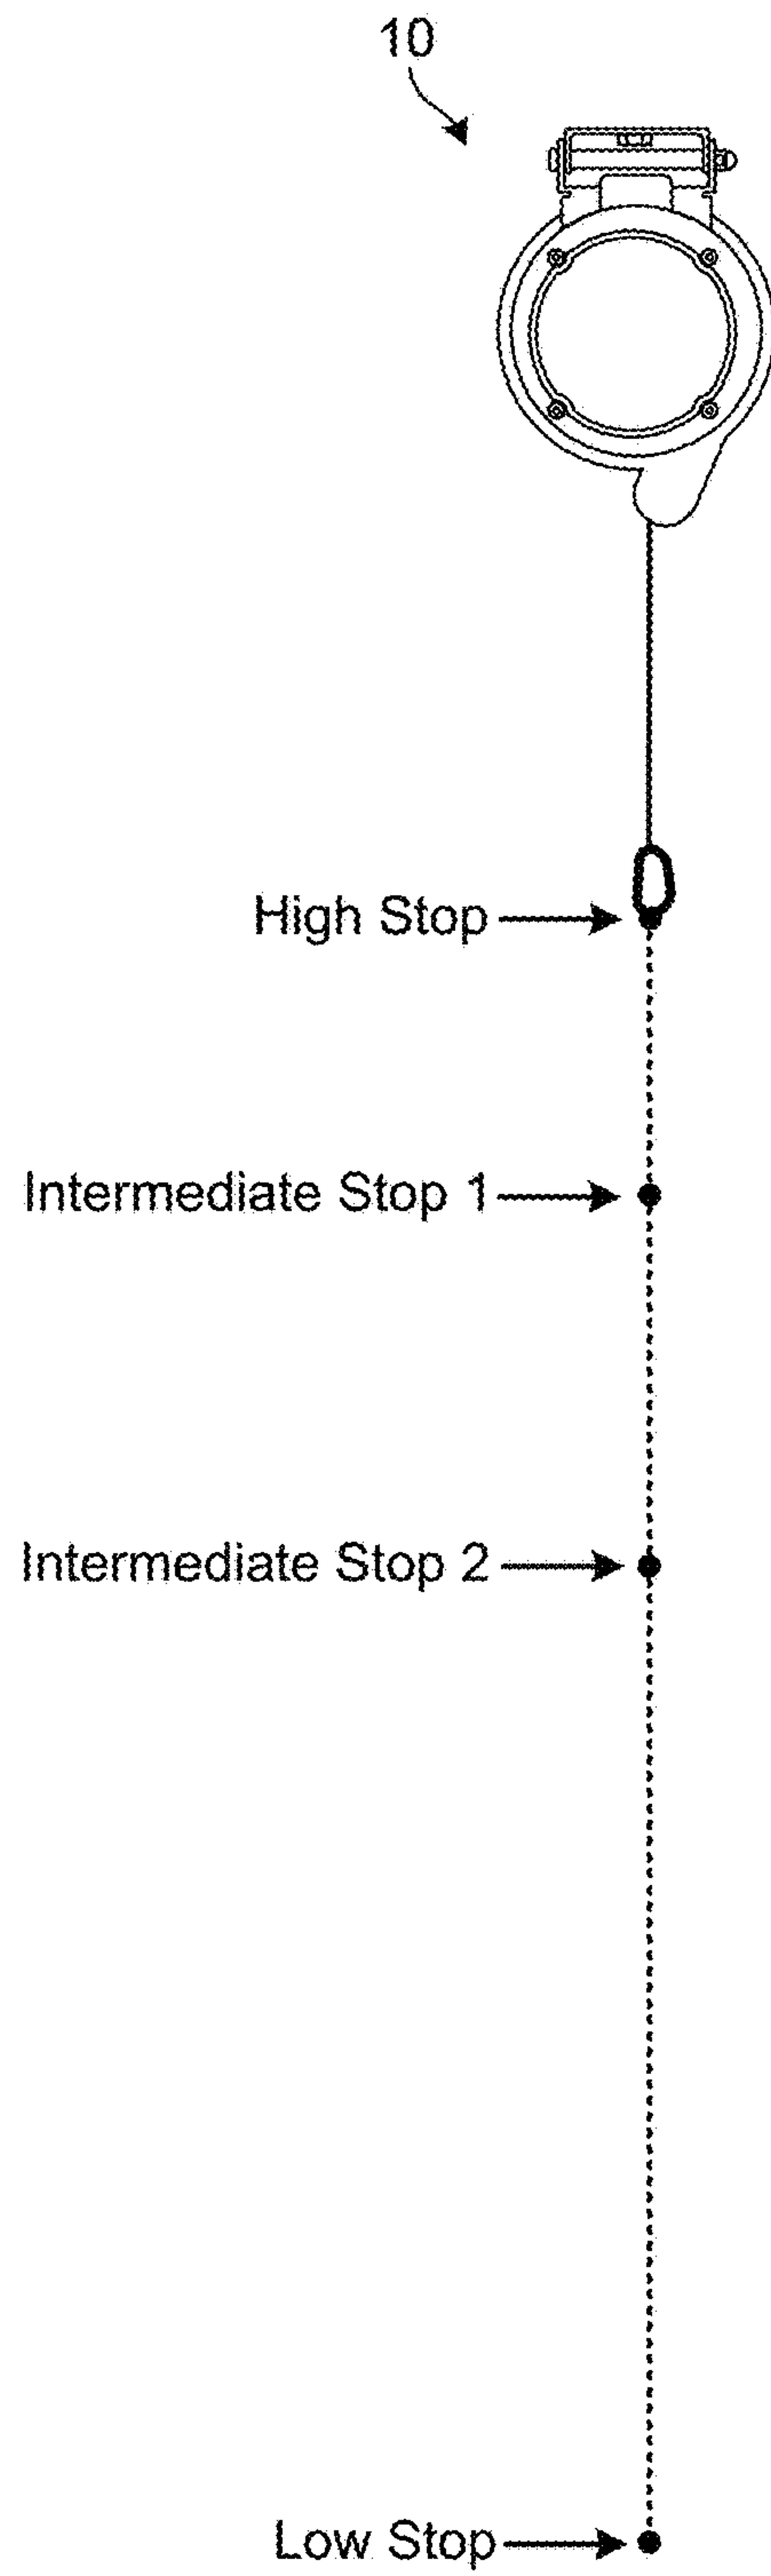 10
High Stop
Intermediate Stop 1
Intermediate Stop 2
Low Stop